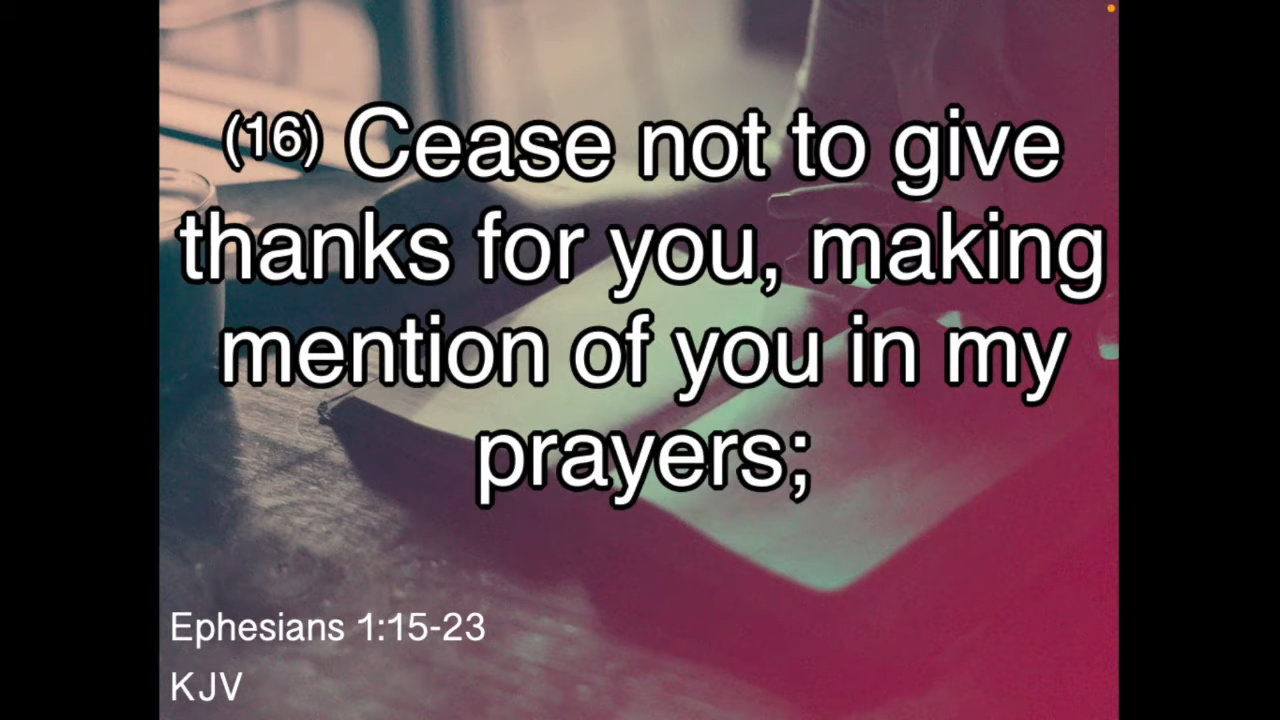 (16) Cease not to give
thanks for you, making
mention of you in my
prayers;
Ephesians 1:15-23
KJV